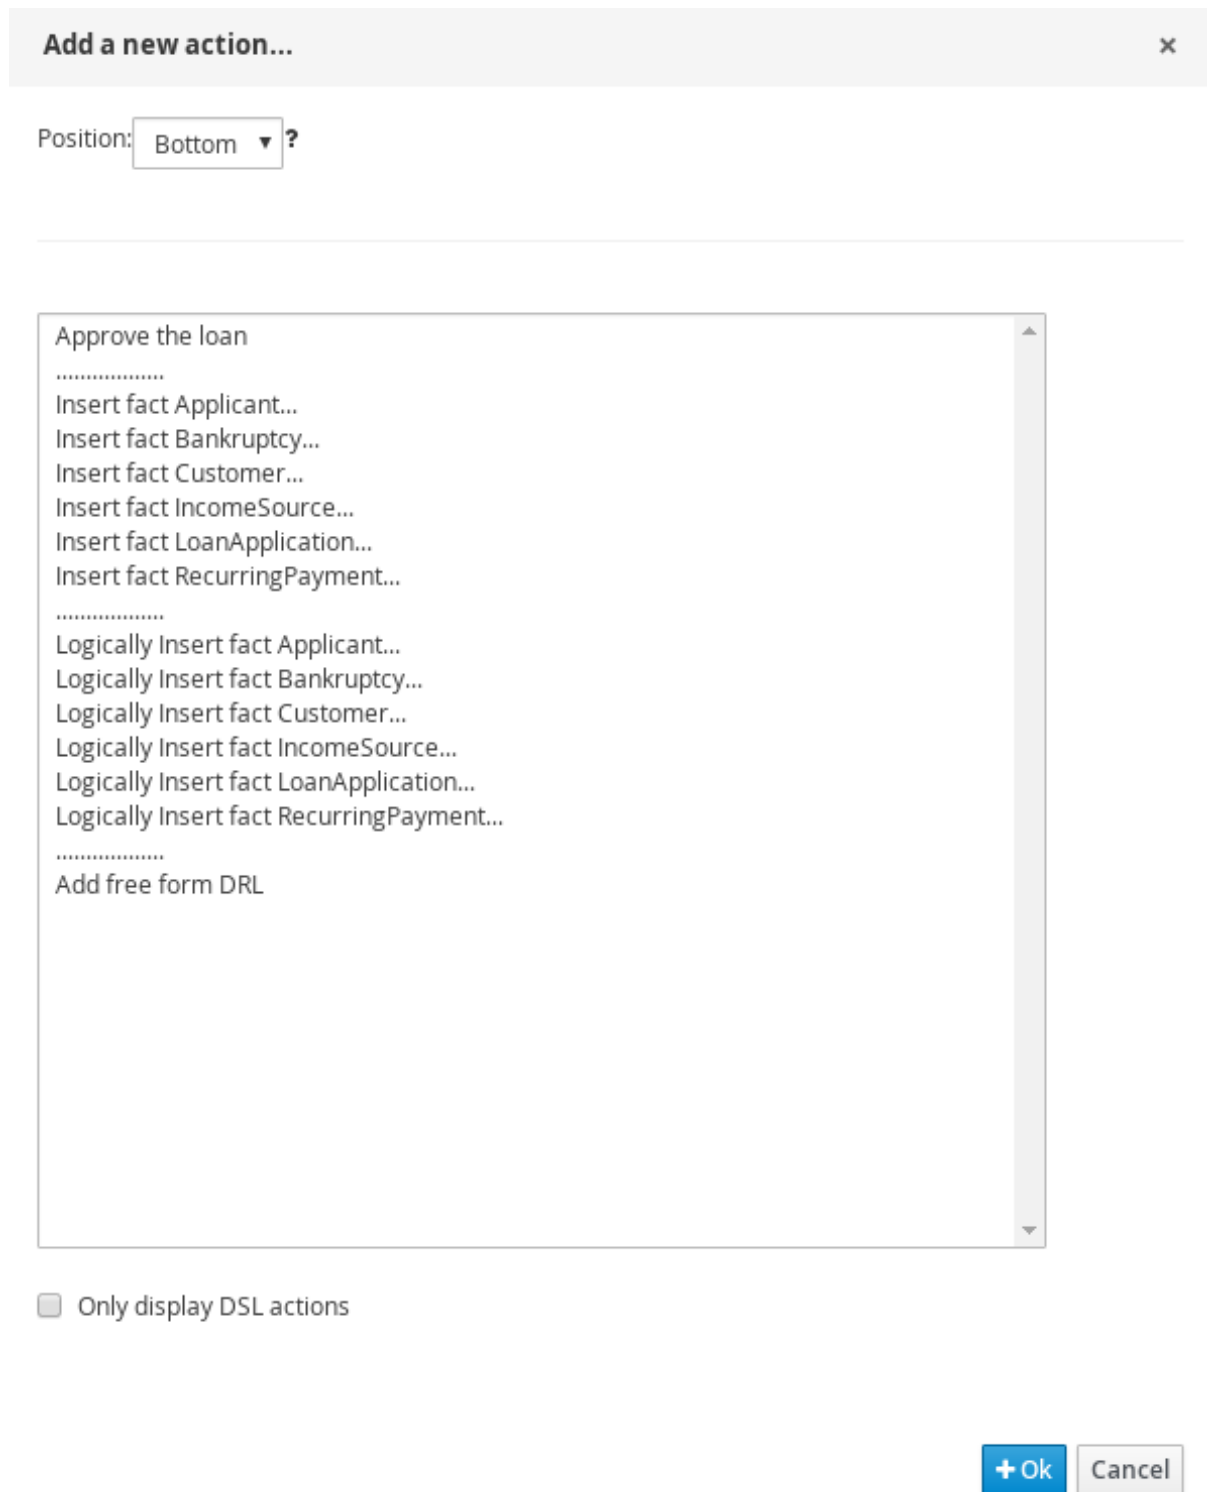 Add a new action...
×
Position: Bottom ▼ ?
Approve the loan
..................
Insert fact Applicant...
Insert fact Bankruptcy...
Insert fact Customer...
Insert fact IncomeSource...
Insert fact LoanApplication...
Insert fact RecurringPayment...
..................
Logically Insert fact Applicant...
Logically Insert fact Bankruptcy...
Logically Insert fact Customer...
Logically Insert fact IncomeSource...
Logically Insert fact LoanApplication...
Logically Insert fact RecurringPayment...
..................
Add free form DRL
Only display DSL actions
+ Ok Cancel